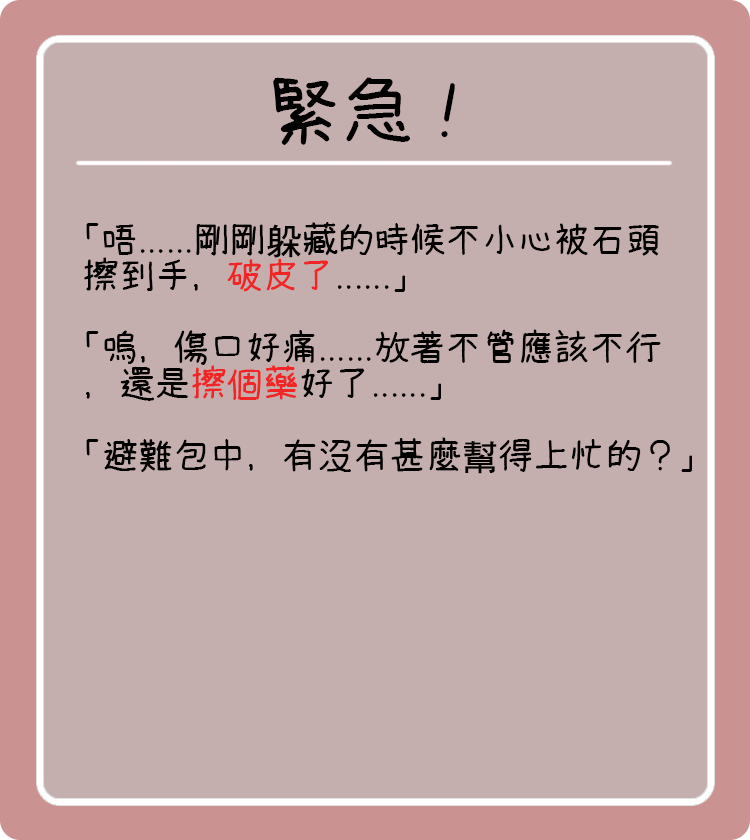 緊急！
「唔……剛剛躲藏的時候不小心被石頭
擦到手，破皮了……」
「嗚，傷口好痛……放著不管應該不行
，還是擦個藥好了……」
「避難包中，有沒有甚麼幫得上忙的？」